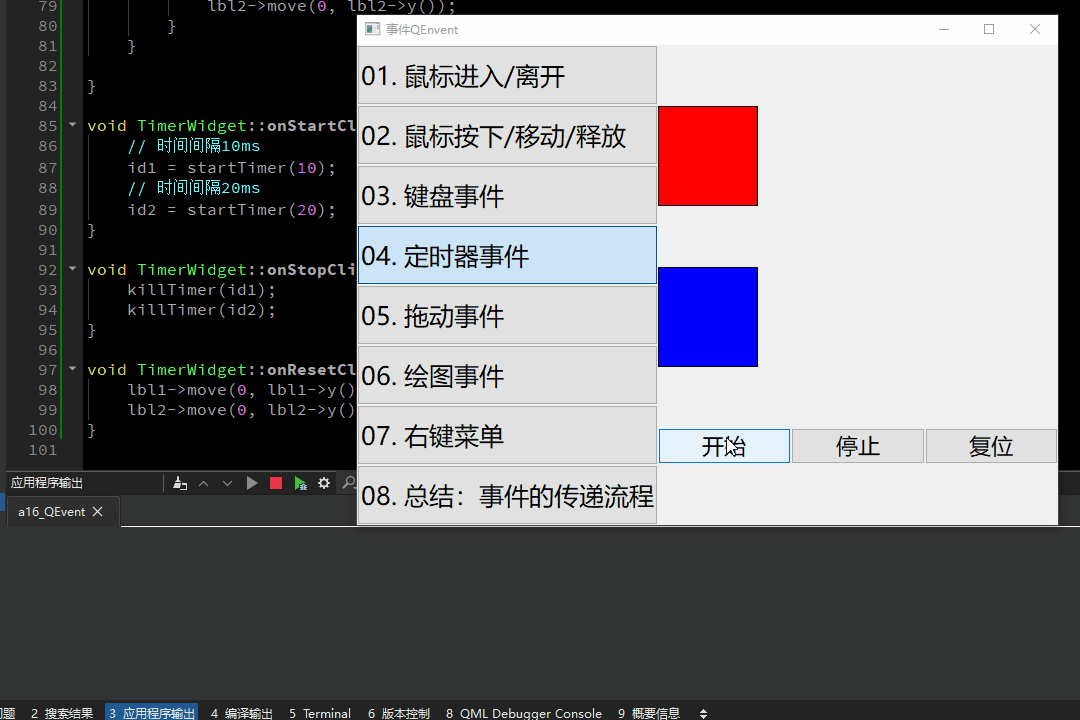 79 lbl2->move(0, lbl2->y());
80 }
81 }
82
83 }
84
85 void TimerWidget::onStartCl
86 // 时间间隔10ms
87 id1 = startTimer(10);
88 // 时间间隔20ms
89 id2 = startTimer(20);
90 }
91
92 void TimerWidget::onStopCli
93 killTimer(id1);
94 killTimer(id2);
95 }
96
97 void TimerWidget::onResetCl
98 lbl1->move(0, lbl1->y()
99 lbl2->move(0, lbl2->y()
100 }
101
事件QEnvent
01. 鼠标进入/离开
02. 鼠标按下/移动/释放
03. 键盘事件
04. 定时器事件
05. 拖动事件
06. 绘图事件
07. 右键菜单
08. 总结：事件的传递流程
开始 停止 复位
应用程序输出
a16_QEvent
题 2 搜索结果 3 应用程序输出 4 编译输出 5 Terminal 6 版本控制 8 QML Debugger Console 9 概要信息